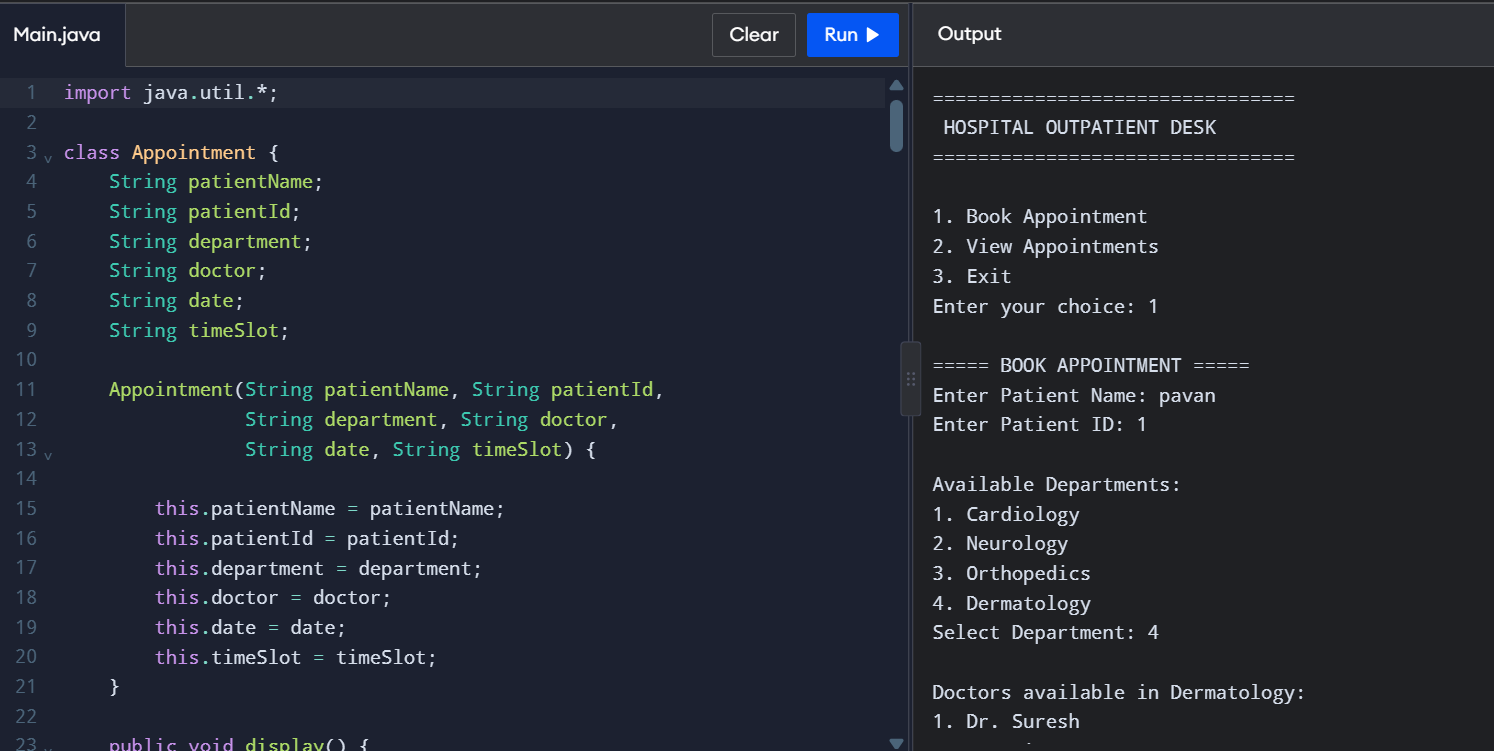 Main.java
Clear
Run
1 import java.util.*;
2
3 class Appointment {
4 String patientName;
5 String patientId;
6 String department;
7 String doctor;
8 String date;
9 String timeSlot;
10
11 Appointment(String patientName, String patientId,
12 String department, String doctor,
13 String date, String timeSlot) {
14
15 this.patientName = patientName;
16 this.patientId = patientId;
17 this.department = department;
18 this.doctor = doctor;
19 this.date = date;
20 this.timeSlot = timeSlot;
21 }
22
23 public void display() {
Output
================================
HOSPITAL OUTPATIENT DESK
================================
1. Book Appointment
2. View Appointments
3. Exit
Enter your choice: 1
===== BOOK APPOINTMENT =====
Enter Patient Name: pavan
Enter Patient ID: 1
Available Departments:
1. Cardiology
2. Neurology
3. Orthopedics
4. Dermatology
Select Department: 4
Doctors available in Dermatology:
1. Dr. Suresh